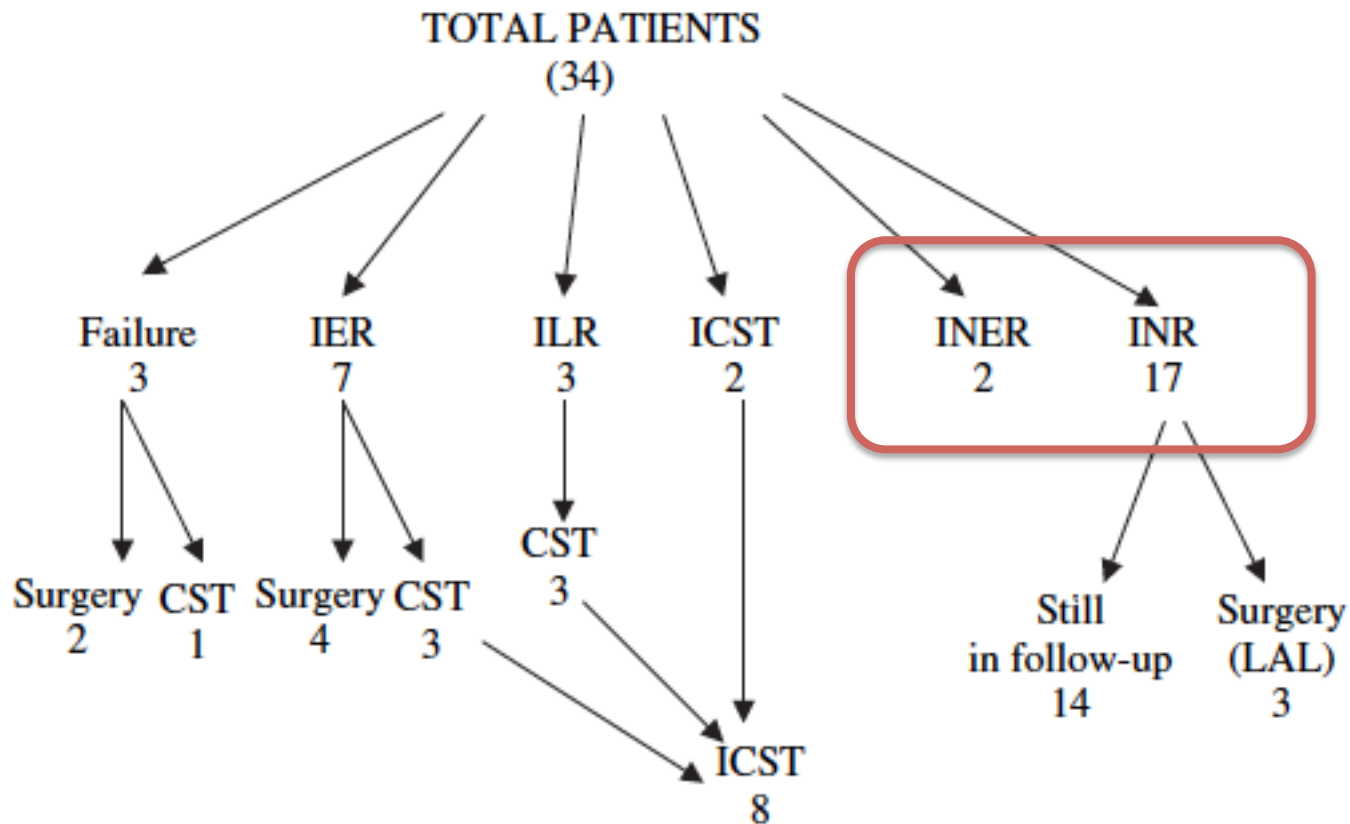 TOTAL PATIENTS
(34)
Failure IER ILR ICST INER INR
3 7 3 2 2 17
CST
3
Surgery CST Surgery CST
2 1 4 3
Still Surgery
in follow-up (LAL)
14 3
ICST
8